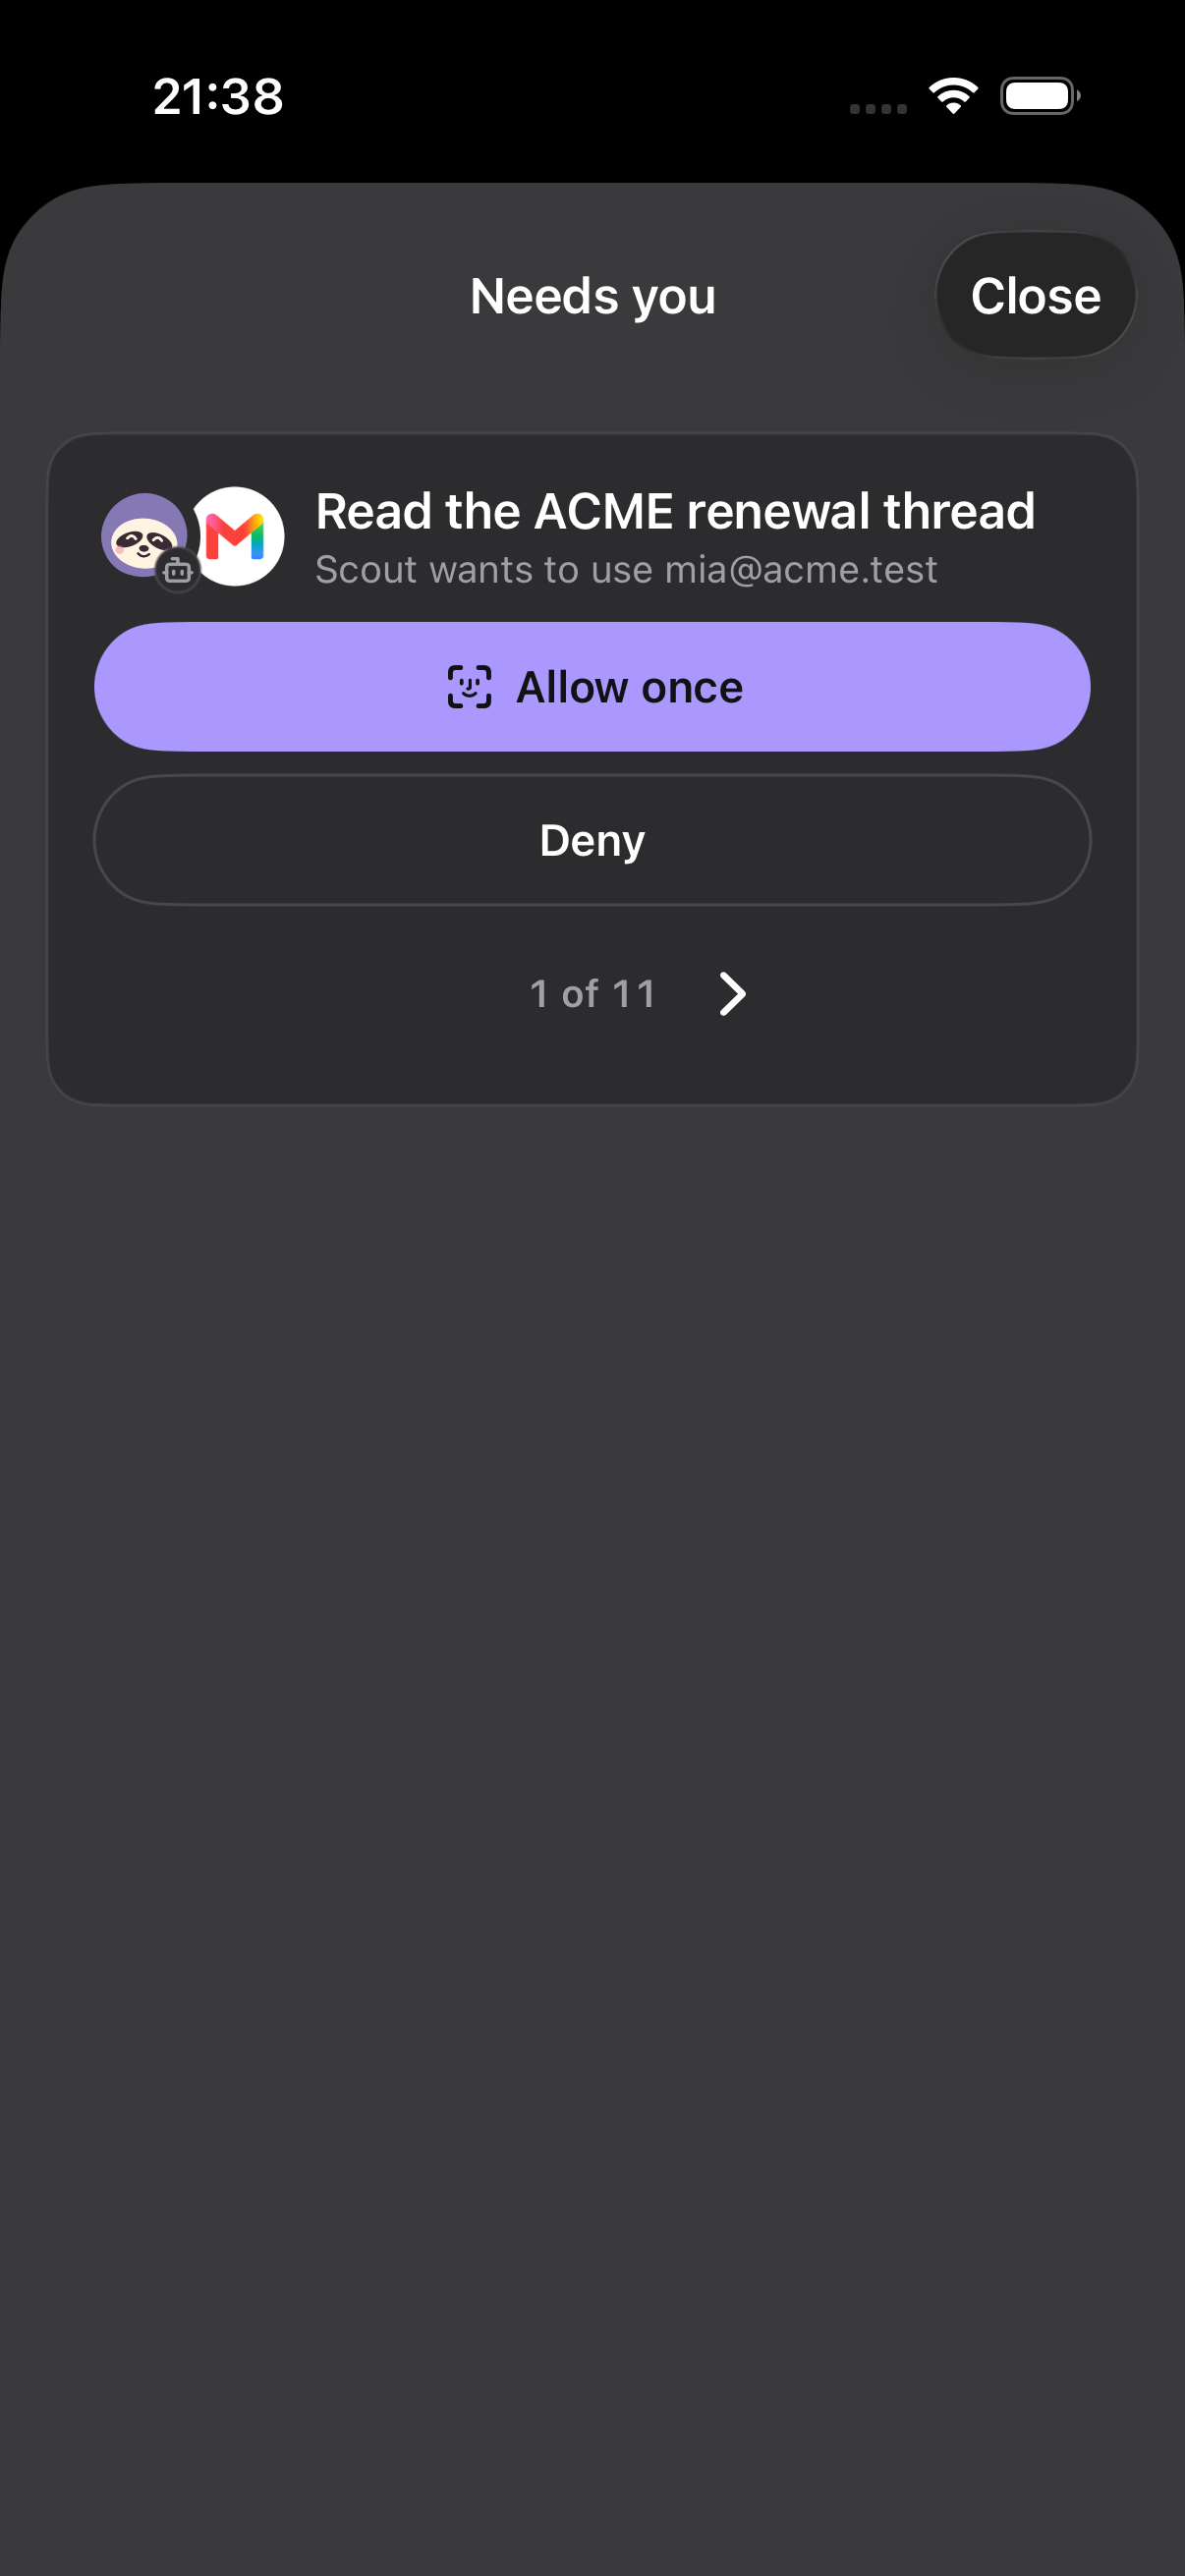 21:38
Needs you
Close
Read the ACME renewal thread
Scout wants to use mia@acme.test
Allow once
Deny
1 of 11